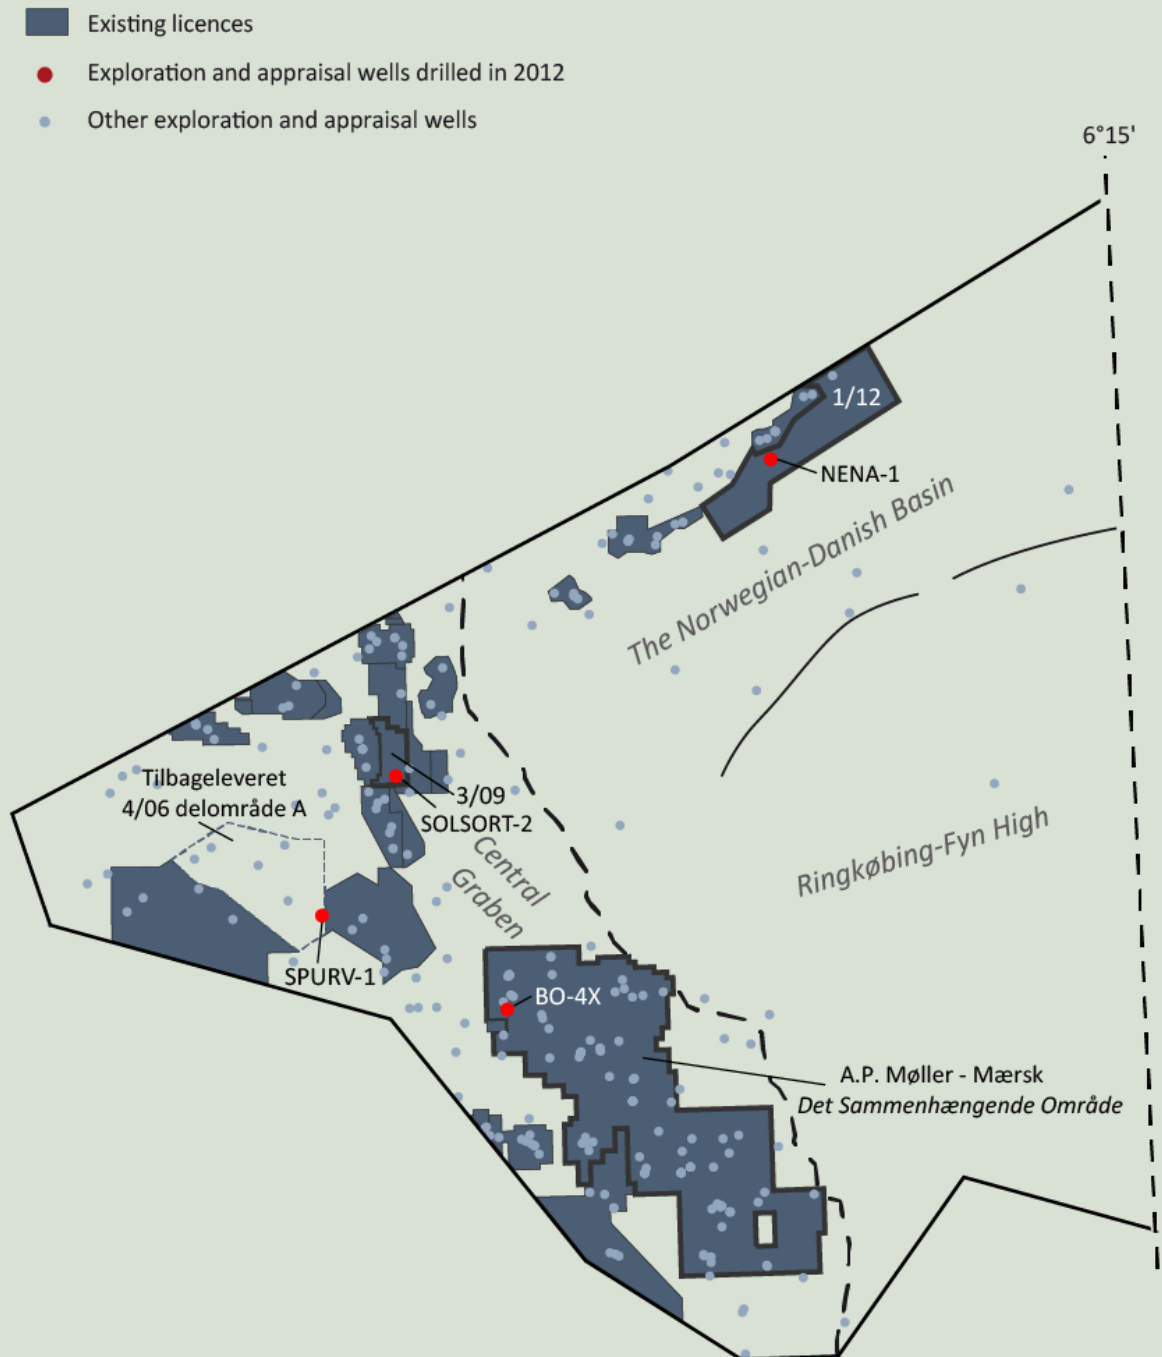 Existing licences
Exploration and appraisal wells drilled in 2012
Other exploration and appraisal wells
6°15'
1/12
NENA-1
The Norwegian-Danish Basin
Tilbageleveret
4/06 delområde A
3/09
SOLSORT-2
Central
Graben
Ringkøbing-Fyn High
SPURV-1
BO-4X
A.P. Møller - Mærsk
Det Sammenhængende Område